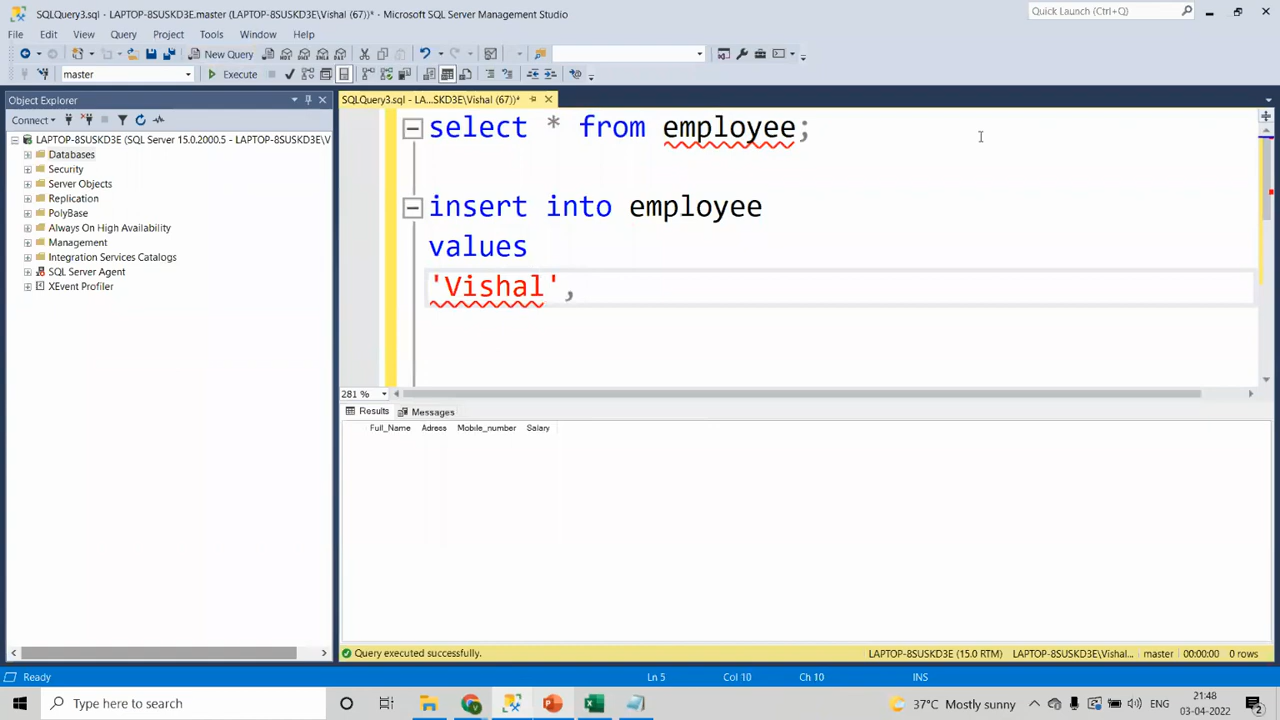 SQLQuery3.sql - LAPTOP-8SUSKD3E.master (LAPTOP-8SUSKD3E\Vishal (67))* - Microsoft SQL Server Management Studio
Quick Launch (Ctrl+Q)
File Edit View Query Project Tools Window Help
New Query
master
Execute
Object Explorer
SQLQuery3.sql - LA...SKD3E\Vishal (67))*
Connect
LAPTOP-8SUSKD3E (SQL Server 15.0.2000.5 - LAPTOP-8SUSKD3E\V
Databases
Security
Server Objects
Replication
PolyBase
Always On High Availability
Management
Integration Services Catalogs
SQL Server Agent
XEvent Profiler
select * from employee;
insert into employee
values
'Vishal',
281 %
Results Messages
Full_Name Adress Mobile_number Salary
Query executed successfully.
LAPTOP-8SUSKD3E (15.0 RTM) LAPTOP-8SUSKD3E\Vishal... master 00:00:00 0 rows
Ready Ln 5 Col 10 Ch 10 INS
Type here to search
37°C Mostly sunny
ENG
21:48
03-04-2022
2